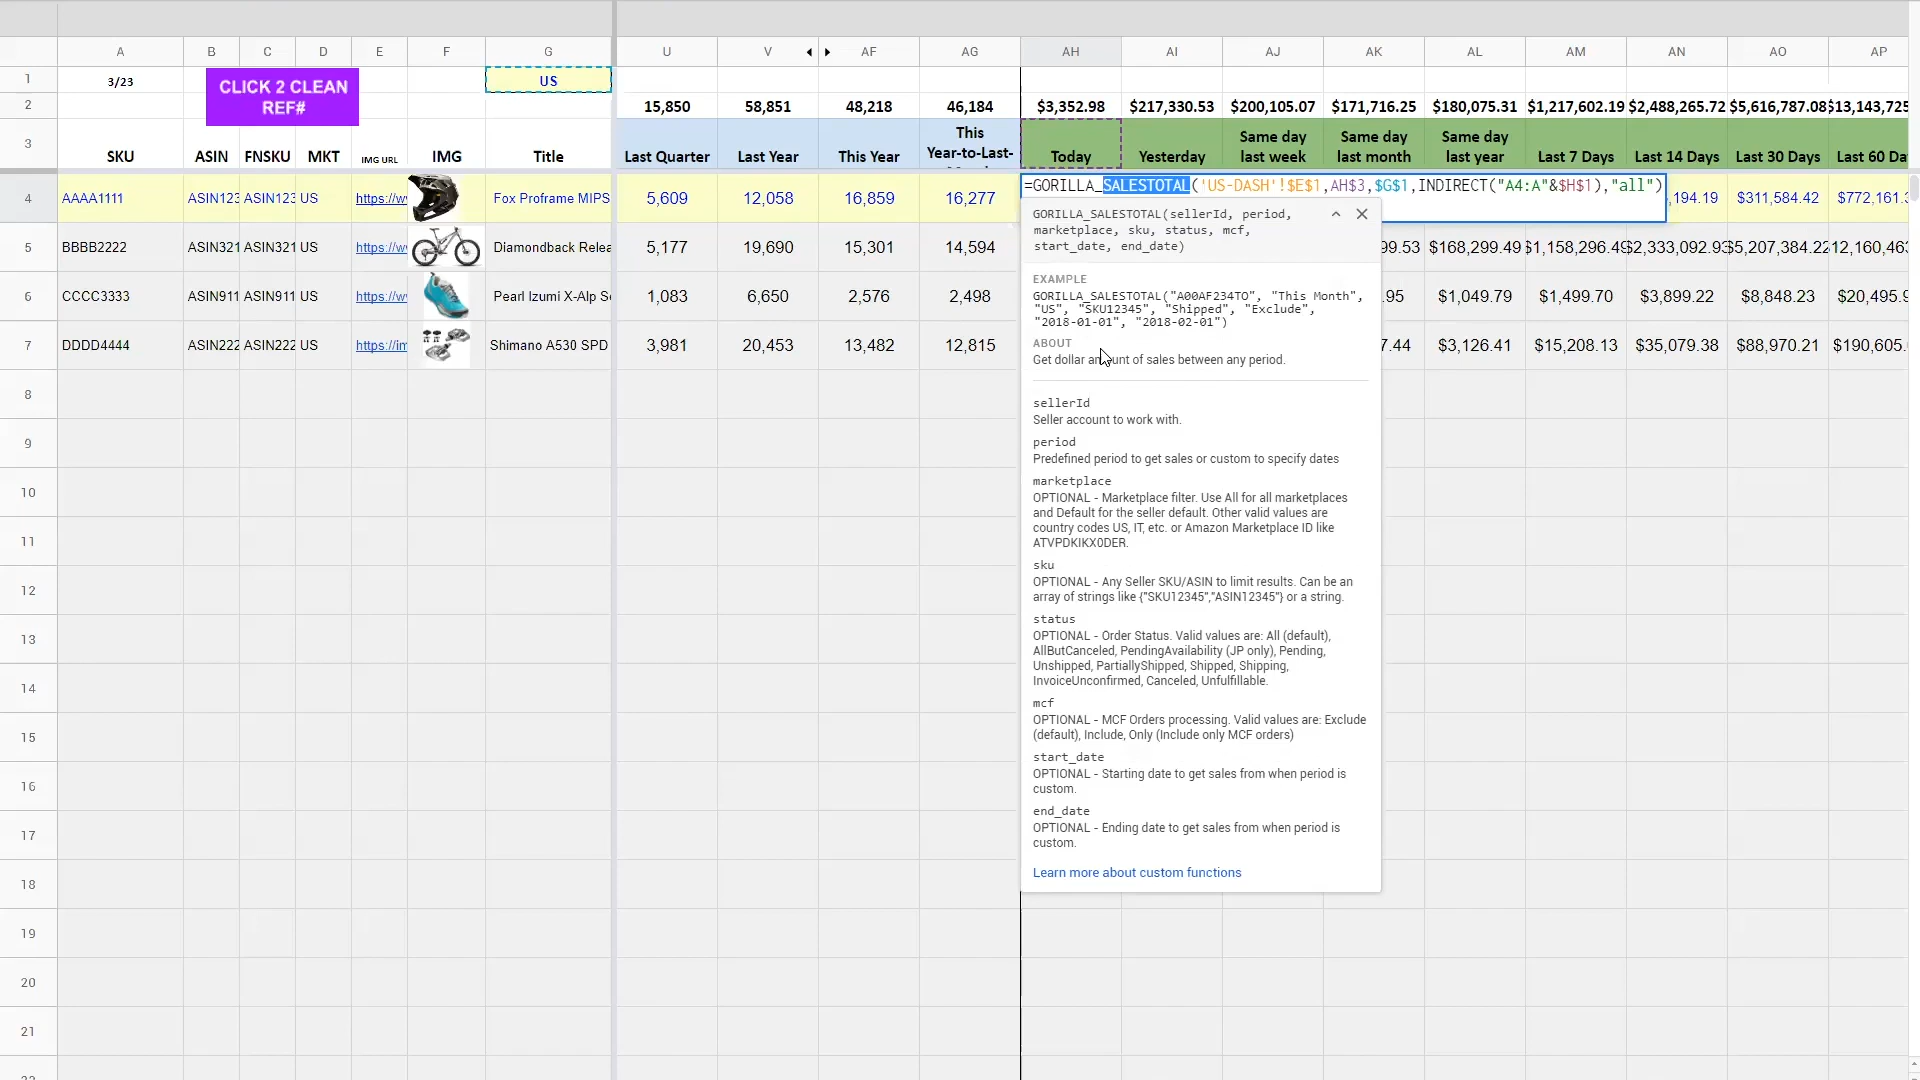 A B C D E F G U V AF AG AH AI AJ AK AL AM AN AO AP
1 3/23 CLICK 2 CLEAN REF# US
2 15,850 58,851 48,218 46,184 $3,352.98 $217,330.53 $200,105.07 $171,716.25 $180,075.31 $1,217,602.19 $2,488,265.72 $5,616,787.08 $13,143,725
3 SKU ASIN FNSKU MKT IMG URL IMG Title Last Quarter Last Year This Year This Year-to-Last- Today Yesterday Same day last week Same day last month Same day last year Last 7 Days Last 14 Days Last 30 Days Last 60 Da
4 AAAA1111 ASIN123 ASIN123 US https://w Fox Proframe MIPS 5,609 12,058 16,859 16,277 =GORILLA_SALESTOTAL('US-DASH'!$E$1,AH$3,$G$1,INDIRECT("A4:A"&$H$1),"all") ,194.19 $311,584.42 $772,161.3
5 BBBB2222 ASIN321 ASIN321 US https://w Diamondback Relea 5,177 19,690 15,301 14,594 99.53 $168,299.49 $1,158,296.49 $2,333,092.93 $5,207,384.22 12,160,463
6 CCCC3333 ASIN911 ASIN911 US https://w Pearl Izumi X-Alp Se 1,083 6,650 2,576 2,498 .95 $1,049.79 $1,499.70 $3,899.22 $8,848.23 $20,495.9
7 DDDD4444 ASIN222 ASIN222 US https://im Shimano A530 SPD 3,981 20,453 13,482 12,815 7.44 $3,126.41 $15,208.13 $35,079.38 $88,970.21 $190,605.
8
9
10
11
12
13
14
15
16
17
18
19
20
21
GORILLA_SALESTOTAL(sellerId, period,
marketplace, sku, status, mcf,
start_date, end_date)
EXAMPLE
GORILLA_SALESTOTAL("A00AF234TO", "This Month",
"US", "SKU12345", "Shipped", "Exclude",
"2018-01-01", "2018-02-01")
ABOUT
Get dollar amount of sales between any period.
sellerId
Seller account to work with.
period
Predefined period to get sales or custom to specify dates
marketplace
OPTIONAL - Marketplace filter. Use All for all marketplaces
and Default for the seller default. Other valid values are
country codes US, IT, etc. or Amazon Marketplace ID like
ATVPDKIKX0DER.
sku
OPTIONAL - Any Seller SKU/ASIN to limit results. Can be an
array of strings like {"SKU12345","ASIN12345"} or a string.
status
OPTIONAL - Order Status. Valid values are: All (default),
AllButCanceled, PendingAvailability (JP only), Pending,
Unshipped, PartiallyShipped, Shipped, Shipping,
InvoiceUnconfirmed, Canceled, Unfulfillable.
mcf
OPTIONAL - MCF Orders processing. Valid values are: Exclude
(default), Include, Only (Include only MCF orders)
start_date
OPTIONAL - Starting date to get sales from when period is
custom.
end_date
OPTIONAL - Ending date to get sales from when period is
custom.
Learn more about custom functions